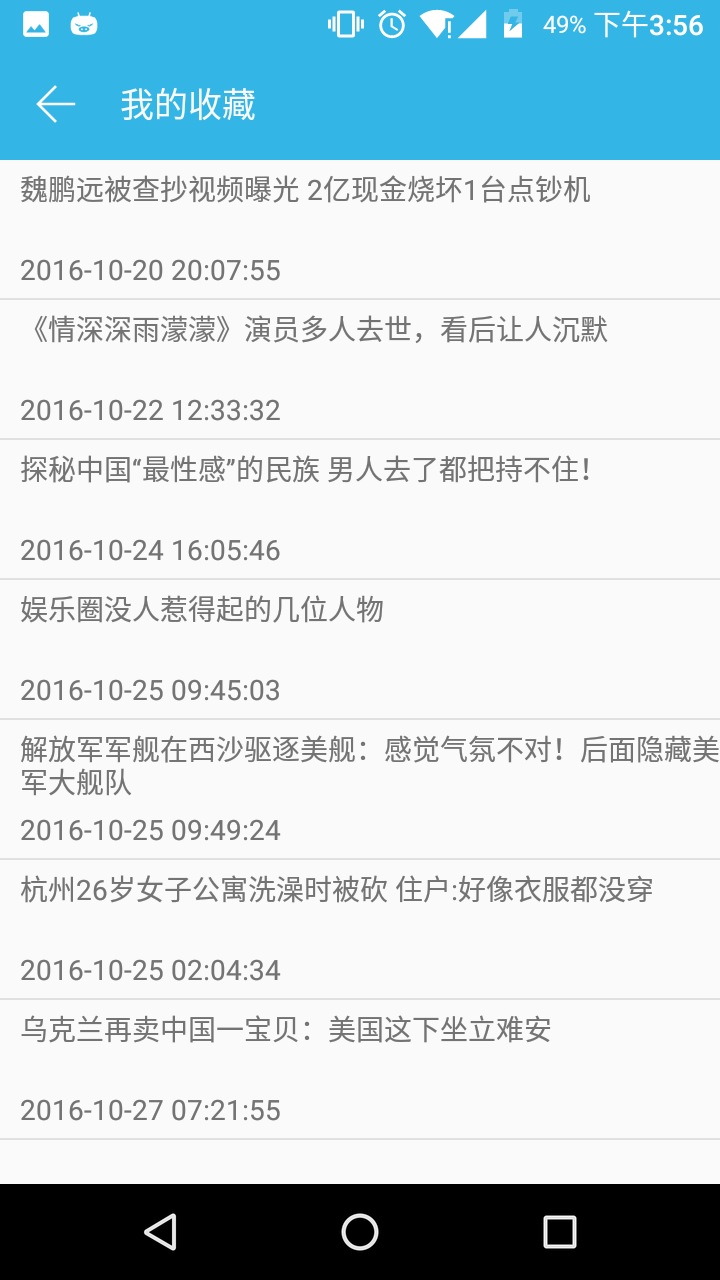 49% 下午3:56
我的收藏
魏鹏远被查抄视频曝光 2亿现金烧坏1台点钞机
2016-10-20 20:07:55
《情深深雨濛濛》演员多人去世，看后让人沉默
2016-10-22 12:33:32
探秘中国“最性感”的民族 男人去了都把持不住！
2016-10-24 16:05:46
娱乐圈没人惹得起的几位人物
2016-10-25 09:45:03
解放军军舰在西沙驱逐美舰：感觉气氛不对！后面隐藏美
军大舰队
2016-10-25 09:49:24
杭州26岁女子公寓洗澡时被砍 住户:好像衣服都没穿
2016-10-25 02:04:34
乌克兰再卖中国一宝贝：美国这下坐立难安
2016-10-27 07:21:55